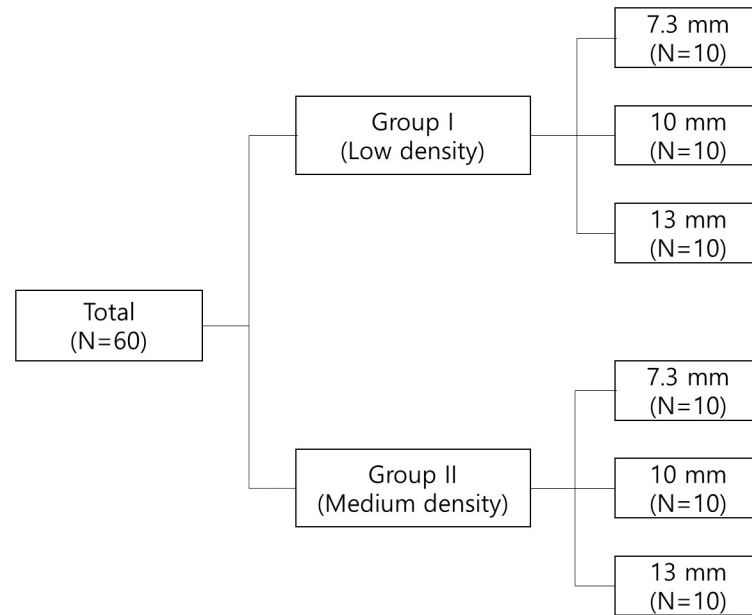 Total
(N=60)
Group I
(Low density)
7.3 mm
(N=10)
10 mm
(N=10)
13 mm
(N=10)
Group II
(Medium density)
7.3 mm
(N=10)
10 mm
(N=10)
13 mm
(N=10)